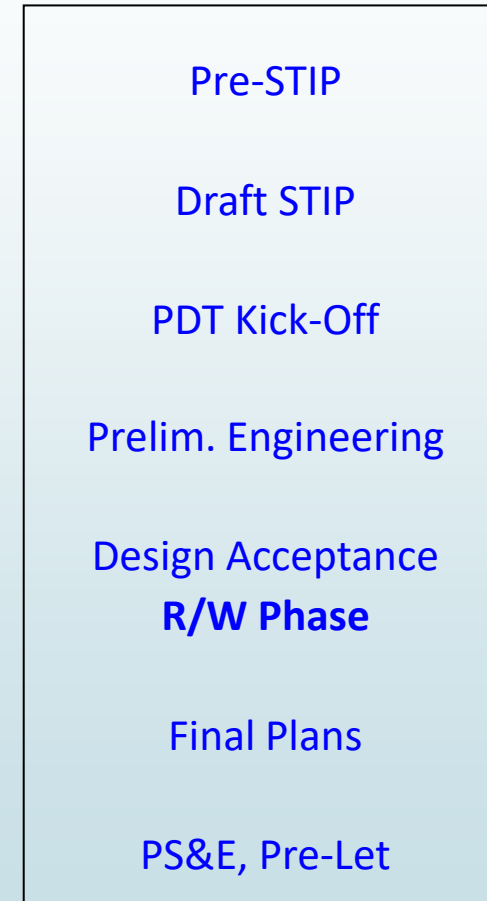 Pre-STIP
Draft STIP
PDT Kick-Off
Prelim. Engineering
Design Acceptance
R/W Phase
Final Plans
PS&E, Pre-Let